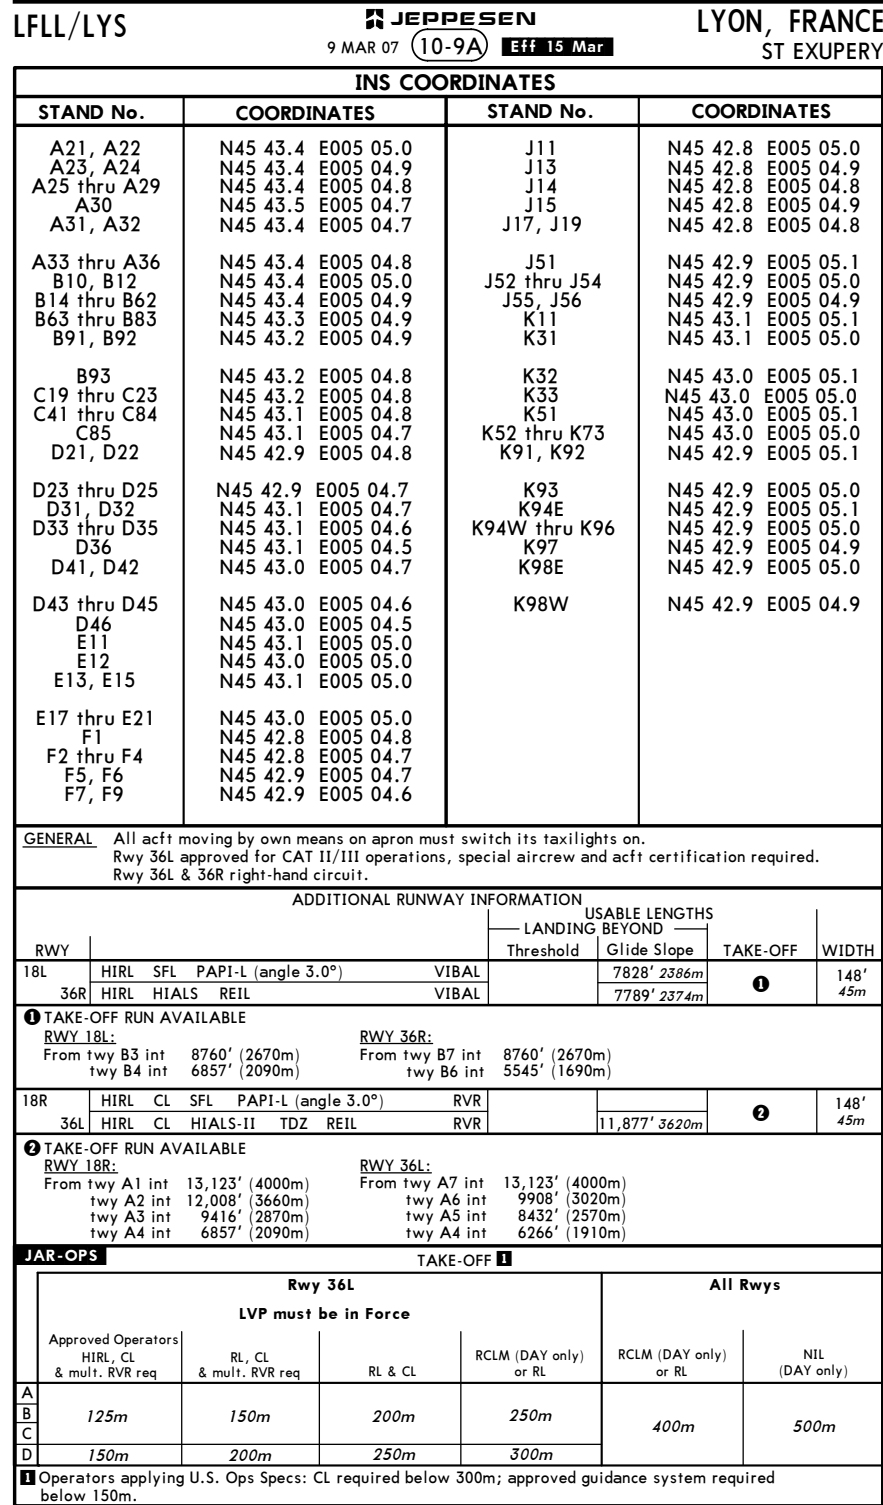 LFLL/LYS
JEPPESEN
LYON, FRANCE
9 MAR 07 10-9A Eff 15 Mar
ST EXUPERY
INS COORDINATES
STAND No. COORDINATES STAND No. COORDINATES
A21, A22 N45 43.4 E005 05.0 J11 N45 42.8 E005 05.0
A23, A24 N45 43.4 E005 04.9 J13 N45 42.8 E005 04.9
A25 thru A29 N45 43.4 E005 04.8 J14 N45 42.8 E005 04.8
A30 N45 43.5 E005 04.7 J15 N45 42.8 E005 04.9
A31, A32 N45 43.4 E005 04.7 J17, J19 N45 42.8 E005 04.8
A33 thru A36 N45 43.4 E005 04.8 J51 N45 42.9 E005 05.1
B10, B12 N45 43.4 E005 05.0 J52 thru J54 N45 42.9 E005 05.0
B14 thru B62 N45 43.4 E005 04.9 J55, J56 N45 42.9 E005 04.9
B63 thru B83 N45 43.3 E005 04.9 K11 N45 43.1 E005 05.1
B91, B92 N45 43.2 E005 04.9 K31 N45 43.1 E005 05.0
B93 N45 43.2 E005 04.8 K32 N45 43.0 E005 05.1
C19 thru C23 N45 43.2 E005 04.8 K33 N45 43.0 E005 05.0
C41 thru C84 N45 43.1 E005 04.8 K51 N45 43.0 E005 05.1
C85 N45 43.1 E005 04.7 K52 thru K73 N45 43.0 E005 05.0
D21, D22 N45 42.9 E005 04.8 K91, K92 N45 42.9 E005 05.1
D23 thru D25 N45 42.9 E005 04.7 K93 N45 42.9 E005 05.0
D31, D32 N45 43.1 E005 04.7 K94E N45 42.9 E005 05.1
D33 thru D35 N45 43.1 E005 04.6 K94W thru K96 N45 42.9 E005 05.0
D36 N45 43.1 E005 04.5 K97 N45 42.9 E005 04.9
D41, D42 N45 43.0 E005 04.7 K98E N45 42.9 E005 05.0
D43 thru D45 N45 43.0 E005 04.6 K98W N45 42.9 E005 04.9
D46 N45 43.0 E005 04.5
E11 N45 43.1 E005 05.0
E12 N45 43.0 E005 05.0
E13, E15 N45 43.1 E005 05.0
E17 thru E21 N45 43.0 E005 05.0
F1 N45 42.8 E005 04.8
F2 thru F4 N45 42.8 E005 04.7
F5, F6 N45 42.9 E005 04.7
F7, F9 N45 42.9 E005 04.6
GENERAL All acft moving by own means on apron must switch its taxilights on.
Rwy 36L approved for CAT II/III operations, special aircrew and acft certification required.
Rwy 36L & 36R right-hand circuit.
ADDITIONAL RUNWAY INFORMATION
USABLE LENGTHS
LANDING BEYOND
RWY Threshold Glide Slope TAKE-OFF WIDTH
18L HIRL SFL PAPI-L (angle 3.0°) VIBAL 7828' 2386m 1 148'
36R HIRL HIALS REIL VIBAL 7789' 2374m 45m
1 TAKE-OFF RUN AVAILABLE
RWY 18L: RWY 36R:
From twy B3 int 8760' (2670m) From twy B7 int 8760' (2670m)
twy B4 int 6857' (2090m) twy B6 int 5545' (1690m)
18R HIRL CL SFL PAPI-L (angle 3.0°) RVR 2 148'
36L HIRL CL HIALS-II TDZ REIL RVR 11,877' 3620m 45m
2 TAKE-OFF RUN AVAILABLE
RWY 18R: RWY 36L:
From twy A1 int 13,123' (4000m) From twy A7 int 13,123' (4000m)
twy A2 int 12,008' (3660m) twy A6 int 9908' (3020m)
twy A3 int 9416' (2870m) twy A5 int 8432' (2570m)
twy A4 int 6857' (2090m) twy A4 int 6266' (1910m)
JAR-OPS TAKE-OFF 1
Rwy 36L All Rwys
LVP must be in Force
Approved Operators
HIRL, CL RL, CL RL & CL RCLM (DAY only) RCLM (DAY only) NIL
& mult. RVR req & mult. RVR req or RL or RL (DAY only)
A
B 125m 150m 200m 250m 400m 500m
C
D 150m 200m 250m 300m
1 Operators applying U.S. Ops Specs: CL required below 300m; approved guidance system required
below 150m.